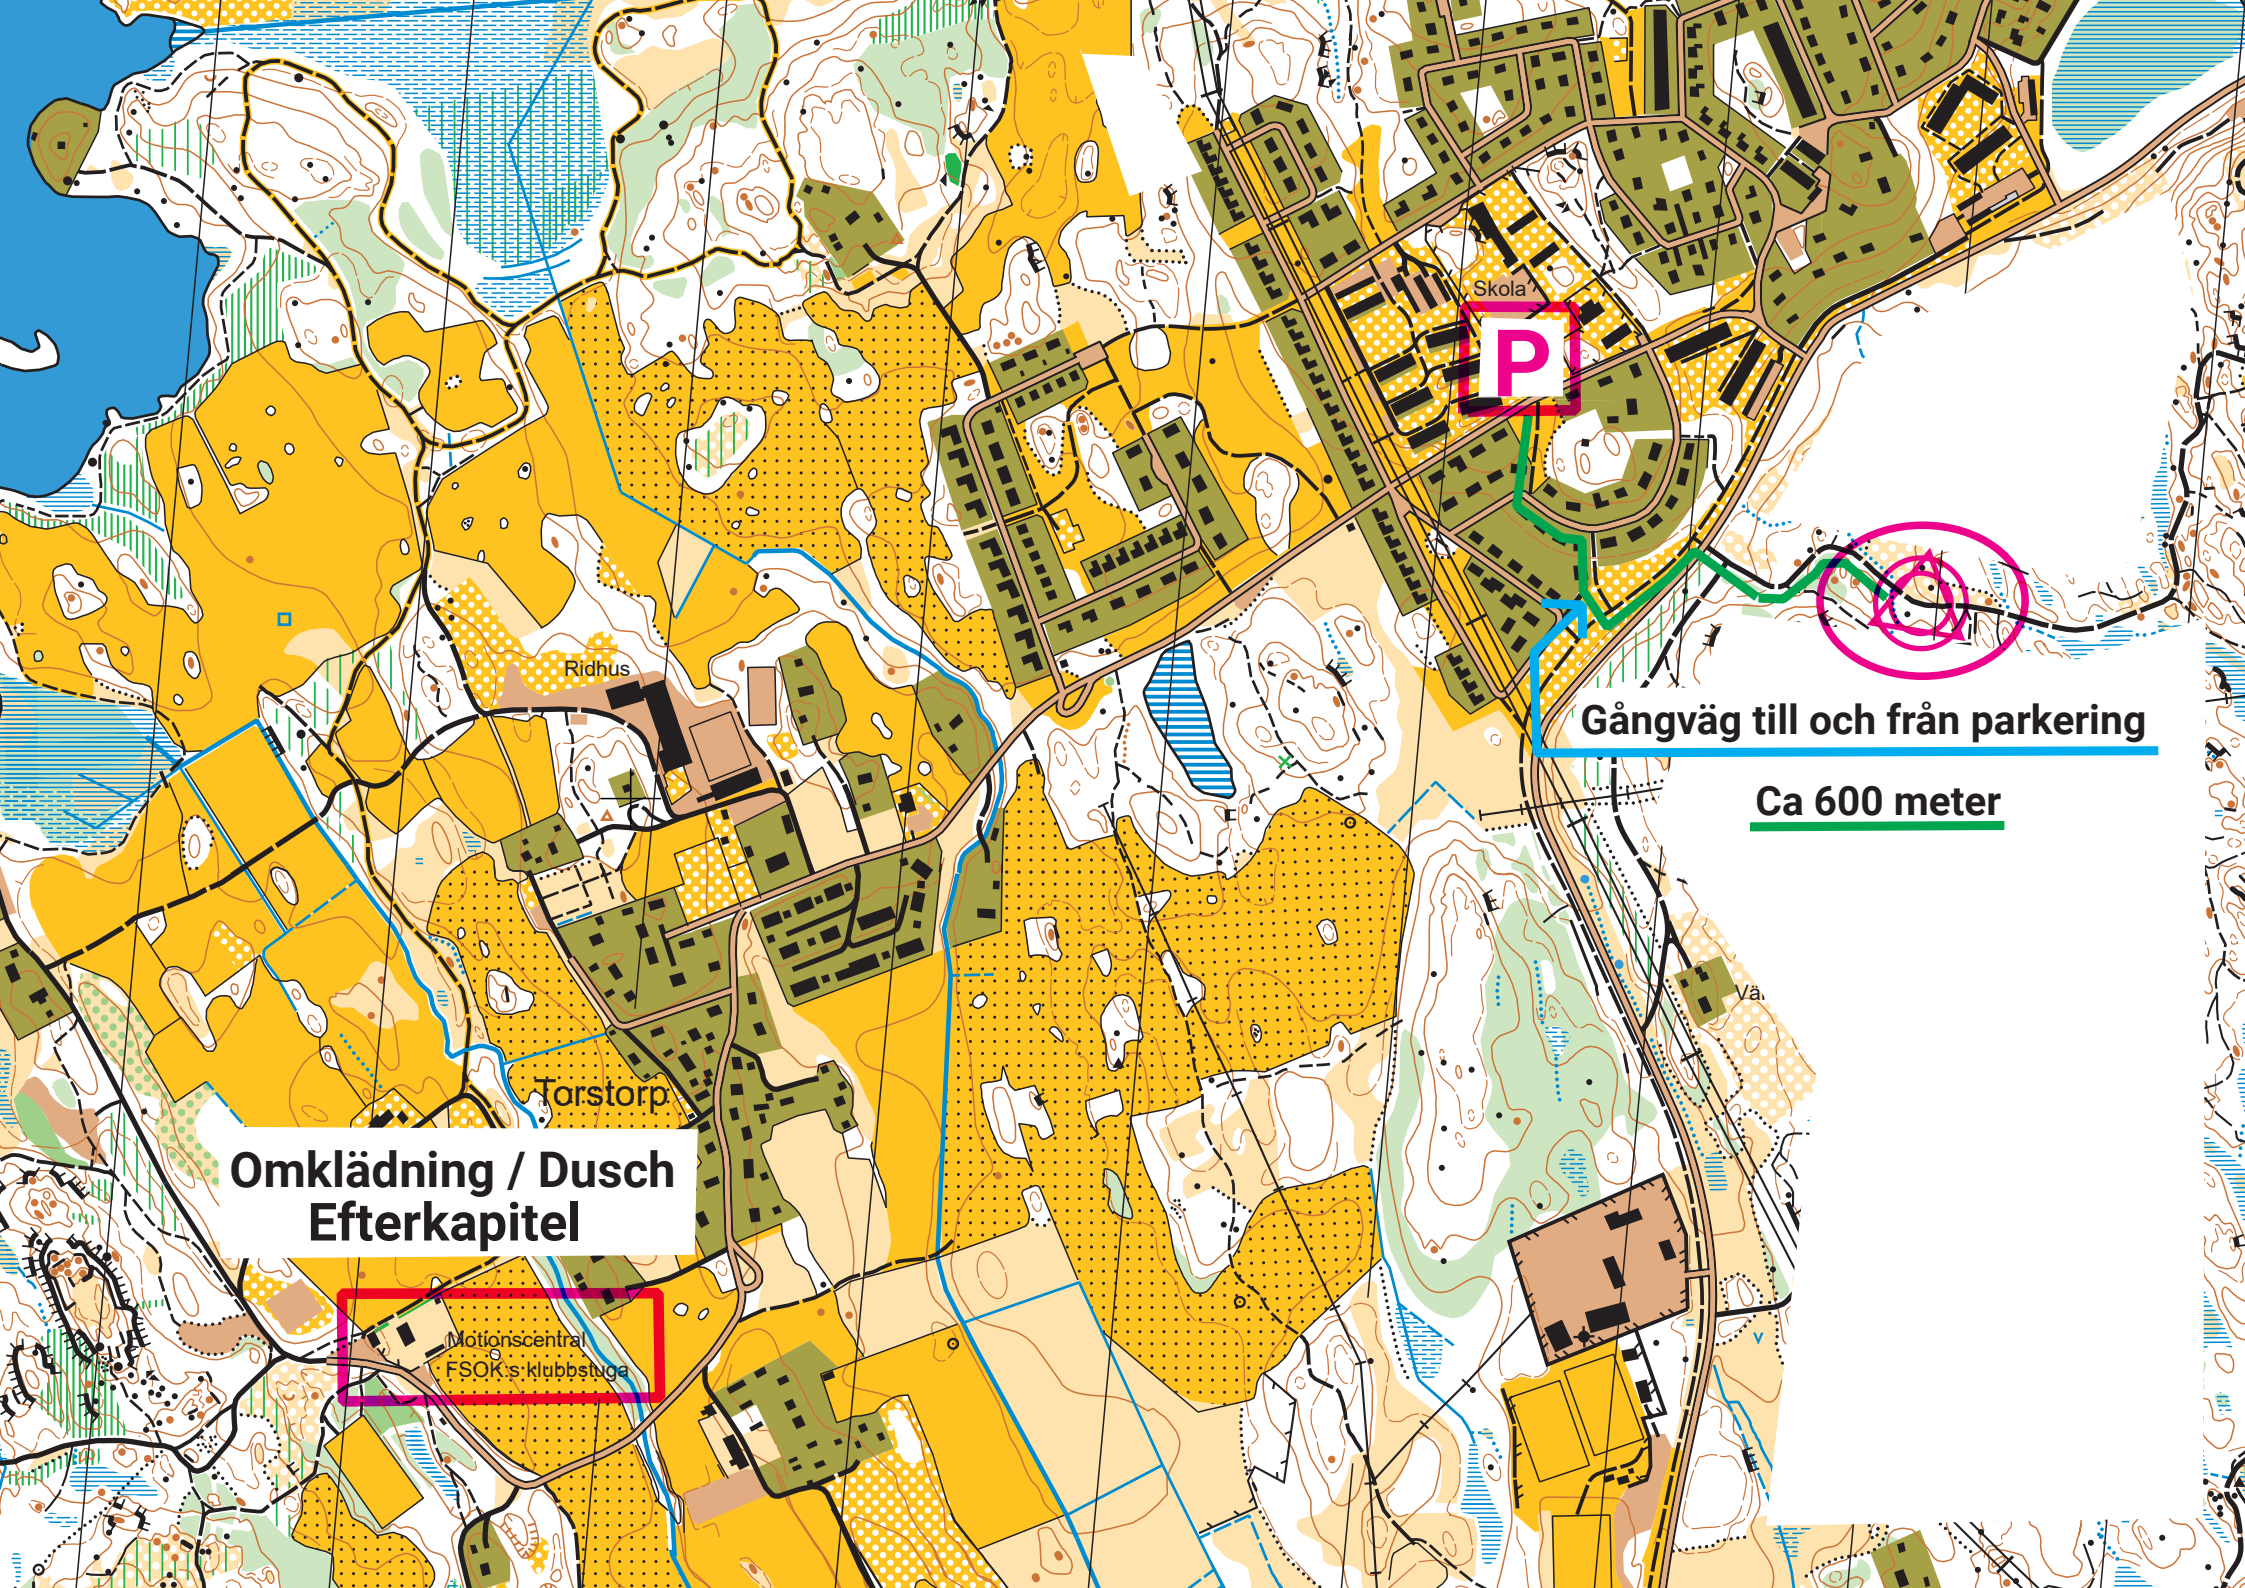 Skola
P
Ridhus
Gångväg till och från parkering
Ca 600 meter
Torstorp
Omklädning / Dusch
Efterkapitel
Motionscentral
FSOK:s klubbstuga